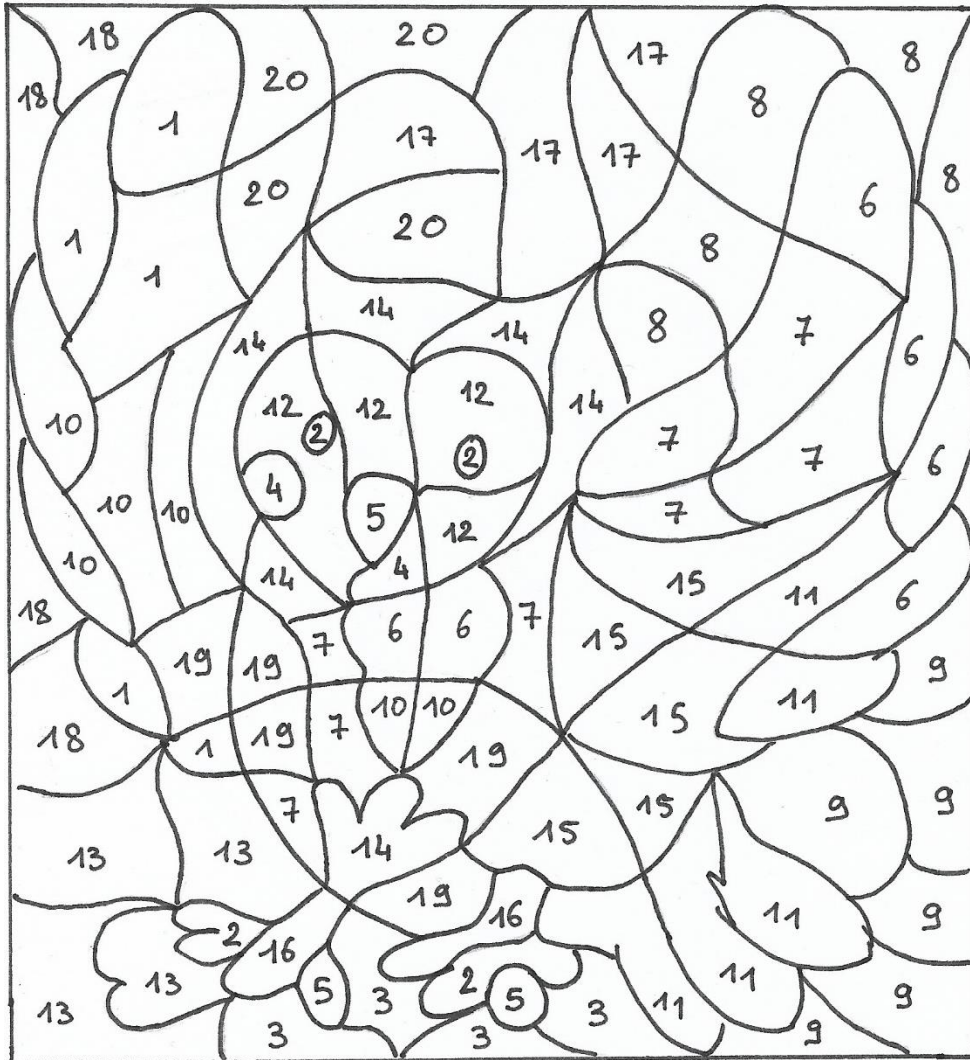 18 20 17 8
18 1 20 8
17 17 17
1 20 6 8
1 20 8
14 14 14 8 7 6
12 12 12 14
10 2 2 7 7 6
4 5 7
10 10 12
10 14 4 15 11 6
18 7 6 6 7 15
19 19 9
1 10 10 15 11
18 1 19 7 19
7 15 15 9 9
13 13 14
19 11
2 16 16 9
13 5 3 2 5 11 9
13 3 3 3 11 9